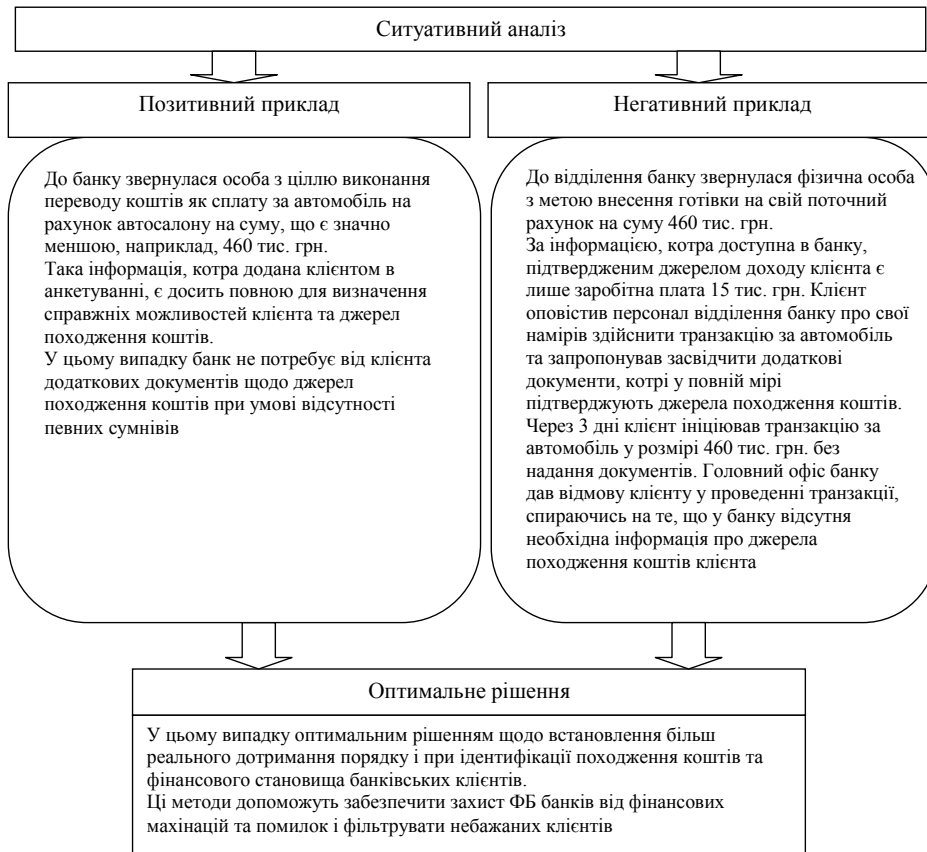 Ситуативний аналіз
Позитивний приклад
До банку звернулася особа з ціллю виконання
переводу коштів як сплату за автомобіль на
рахунок автосалону на суму, що є значно
меншою, наприклад, 460 тис. грн.
Така інформація, котра додана клієнтом в
анкетуванні, є досить повною для визначення
справжніх можливостей клієнта та джерел
походження коштів.
У цьому випадку банк не потребує від клієнта
додаткових документів щодо джерел
походження коштів при умові відсутності
певних сумнівів
Негативний приклад
До відділення банку звернулася фізична особа
з метою внесення готівки на свій поточний
рахунок на суму 460 тис. грн.
За інформацією, котра доступна в банку,
підтвердженим джерелом доходу клієнта є
лише заробітна плата 15 тис. грн. Клієнт
оповістив персонал відділення банку про свої
намірів здійснити транзакцію за автомобіль
та запропонував засвідчити додаткові
документи, котрі у повній мірі
підтверджують джерела походження коштів.
Через 3 дні клієнт ініціював транзакцію за
автомобіль у розмірі 460 тис. грн. без
надання документів. Головний офіс банку
дав відмову клієнту у проведенні транзакції,
спираючись на те, що у банку відсутня
необхідна інформація про джерела
походження коштів клієнта
Оптимальне рішення
У цьому випадку оптимальним рішенням щодо встановлення більш
реального дотримання порядку і при ідентифікації походження коштів та
фінансового становища банківських клієнтів.
Ці методи допоможуть забезпечити захист ФБ банків від фінансових
махінацій та помилок і фільтрувати небажаних клієнтів